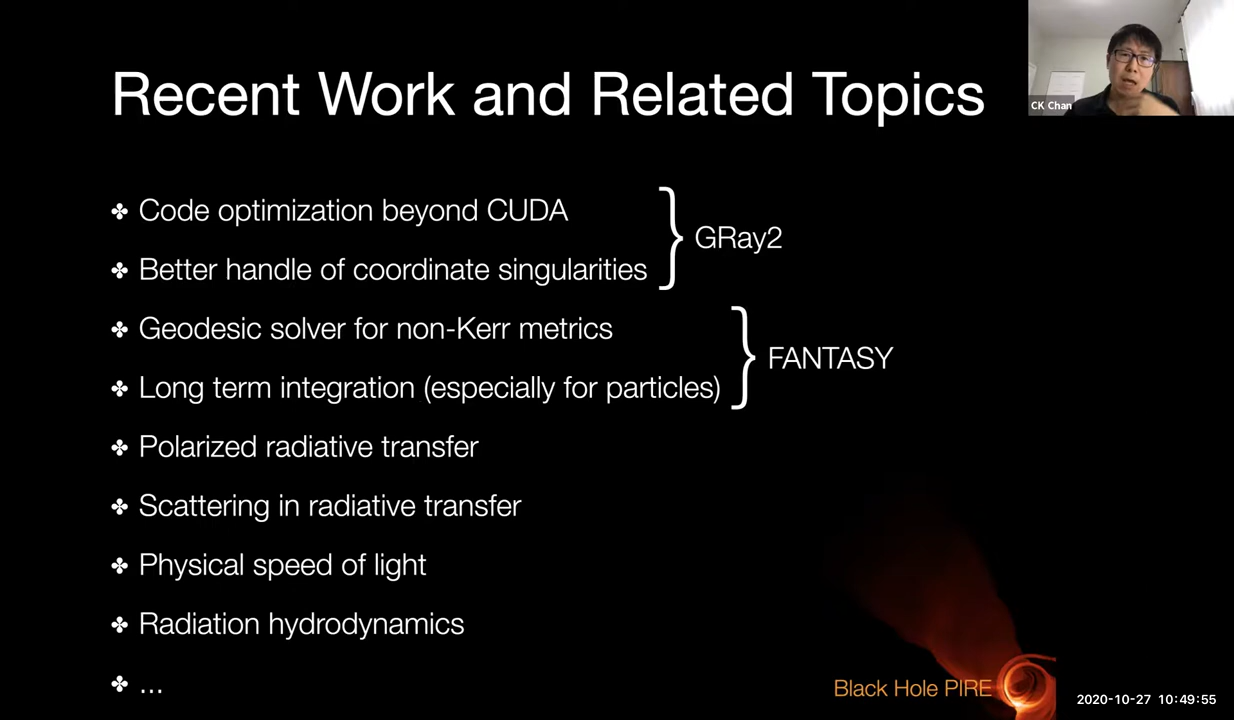 Recent Work and Related Topics
CK Chan
✤ Code optimization beyond CUDA
✤ Better handle of coordinate singularities
GRay2
✤ Geodesic solver for non-Kerr metrics
✤ Long term integration (especially for particles)
FANTASY
✤ Polarized radiative transfer
✤ Scattering in radiative transfer
✤ Physical speed of light
✤ Radiation hydrodynamics
✤ ...
Black Hole PIRE
2020-10-27 10:49:55